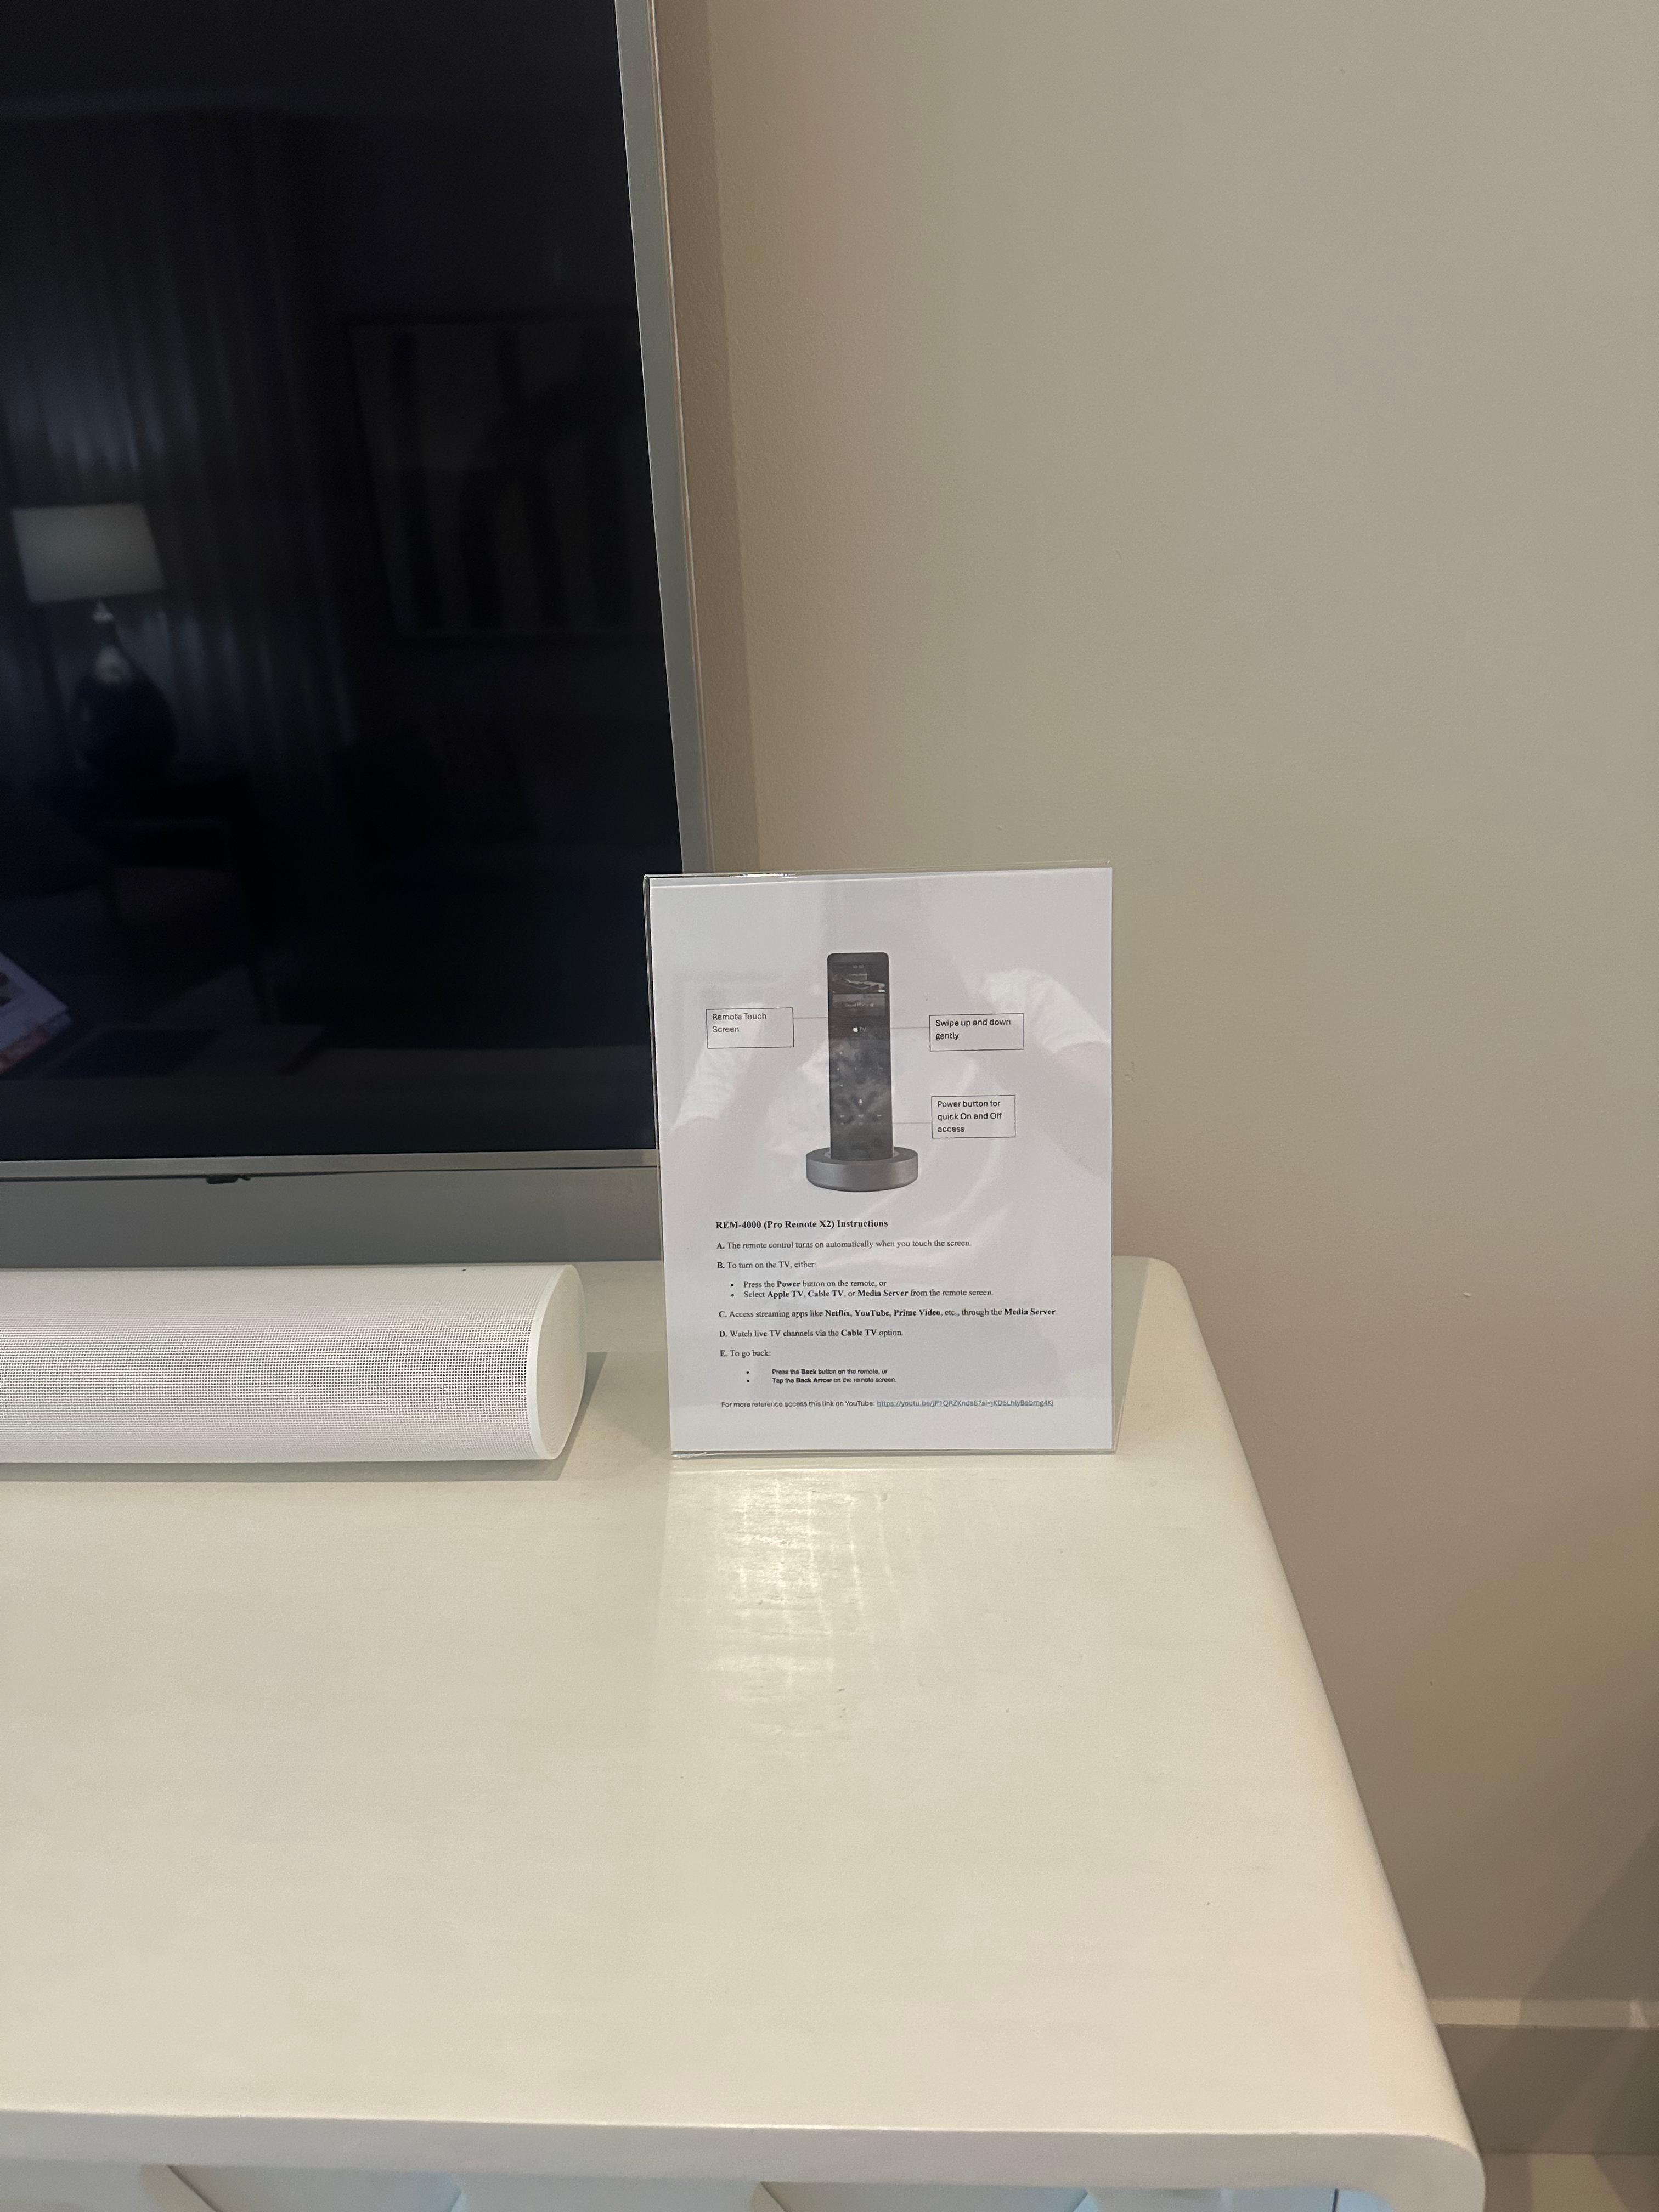 Remote Touch
Screen
Swipe up and down
gently
tv
Power button for
quick On and Off
access
REM-4000 (Pro Remote X2) Instructions
A. The remote control turns on automatically when you touch the screen.
B. To turn on the TV, either:
• Press the Power button on the remote, or
• Select Apple TV, Cable TV, or Media Server from the remote screen.
C. Access streaming apps like Netflix, YouTube, Prime Video, etc., through the Media Server.
D. Watch live TV channels via the Cable TV option.
E. To go back:
• Press the Back button on the remote, or
• Tap the Back Arrow on the remote screen.
For more reference access this link on YouTube: